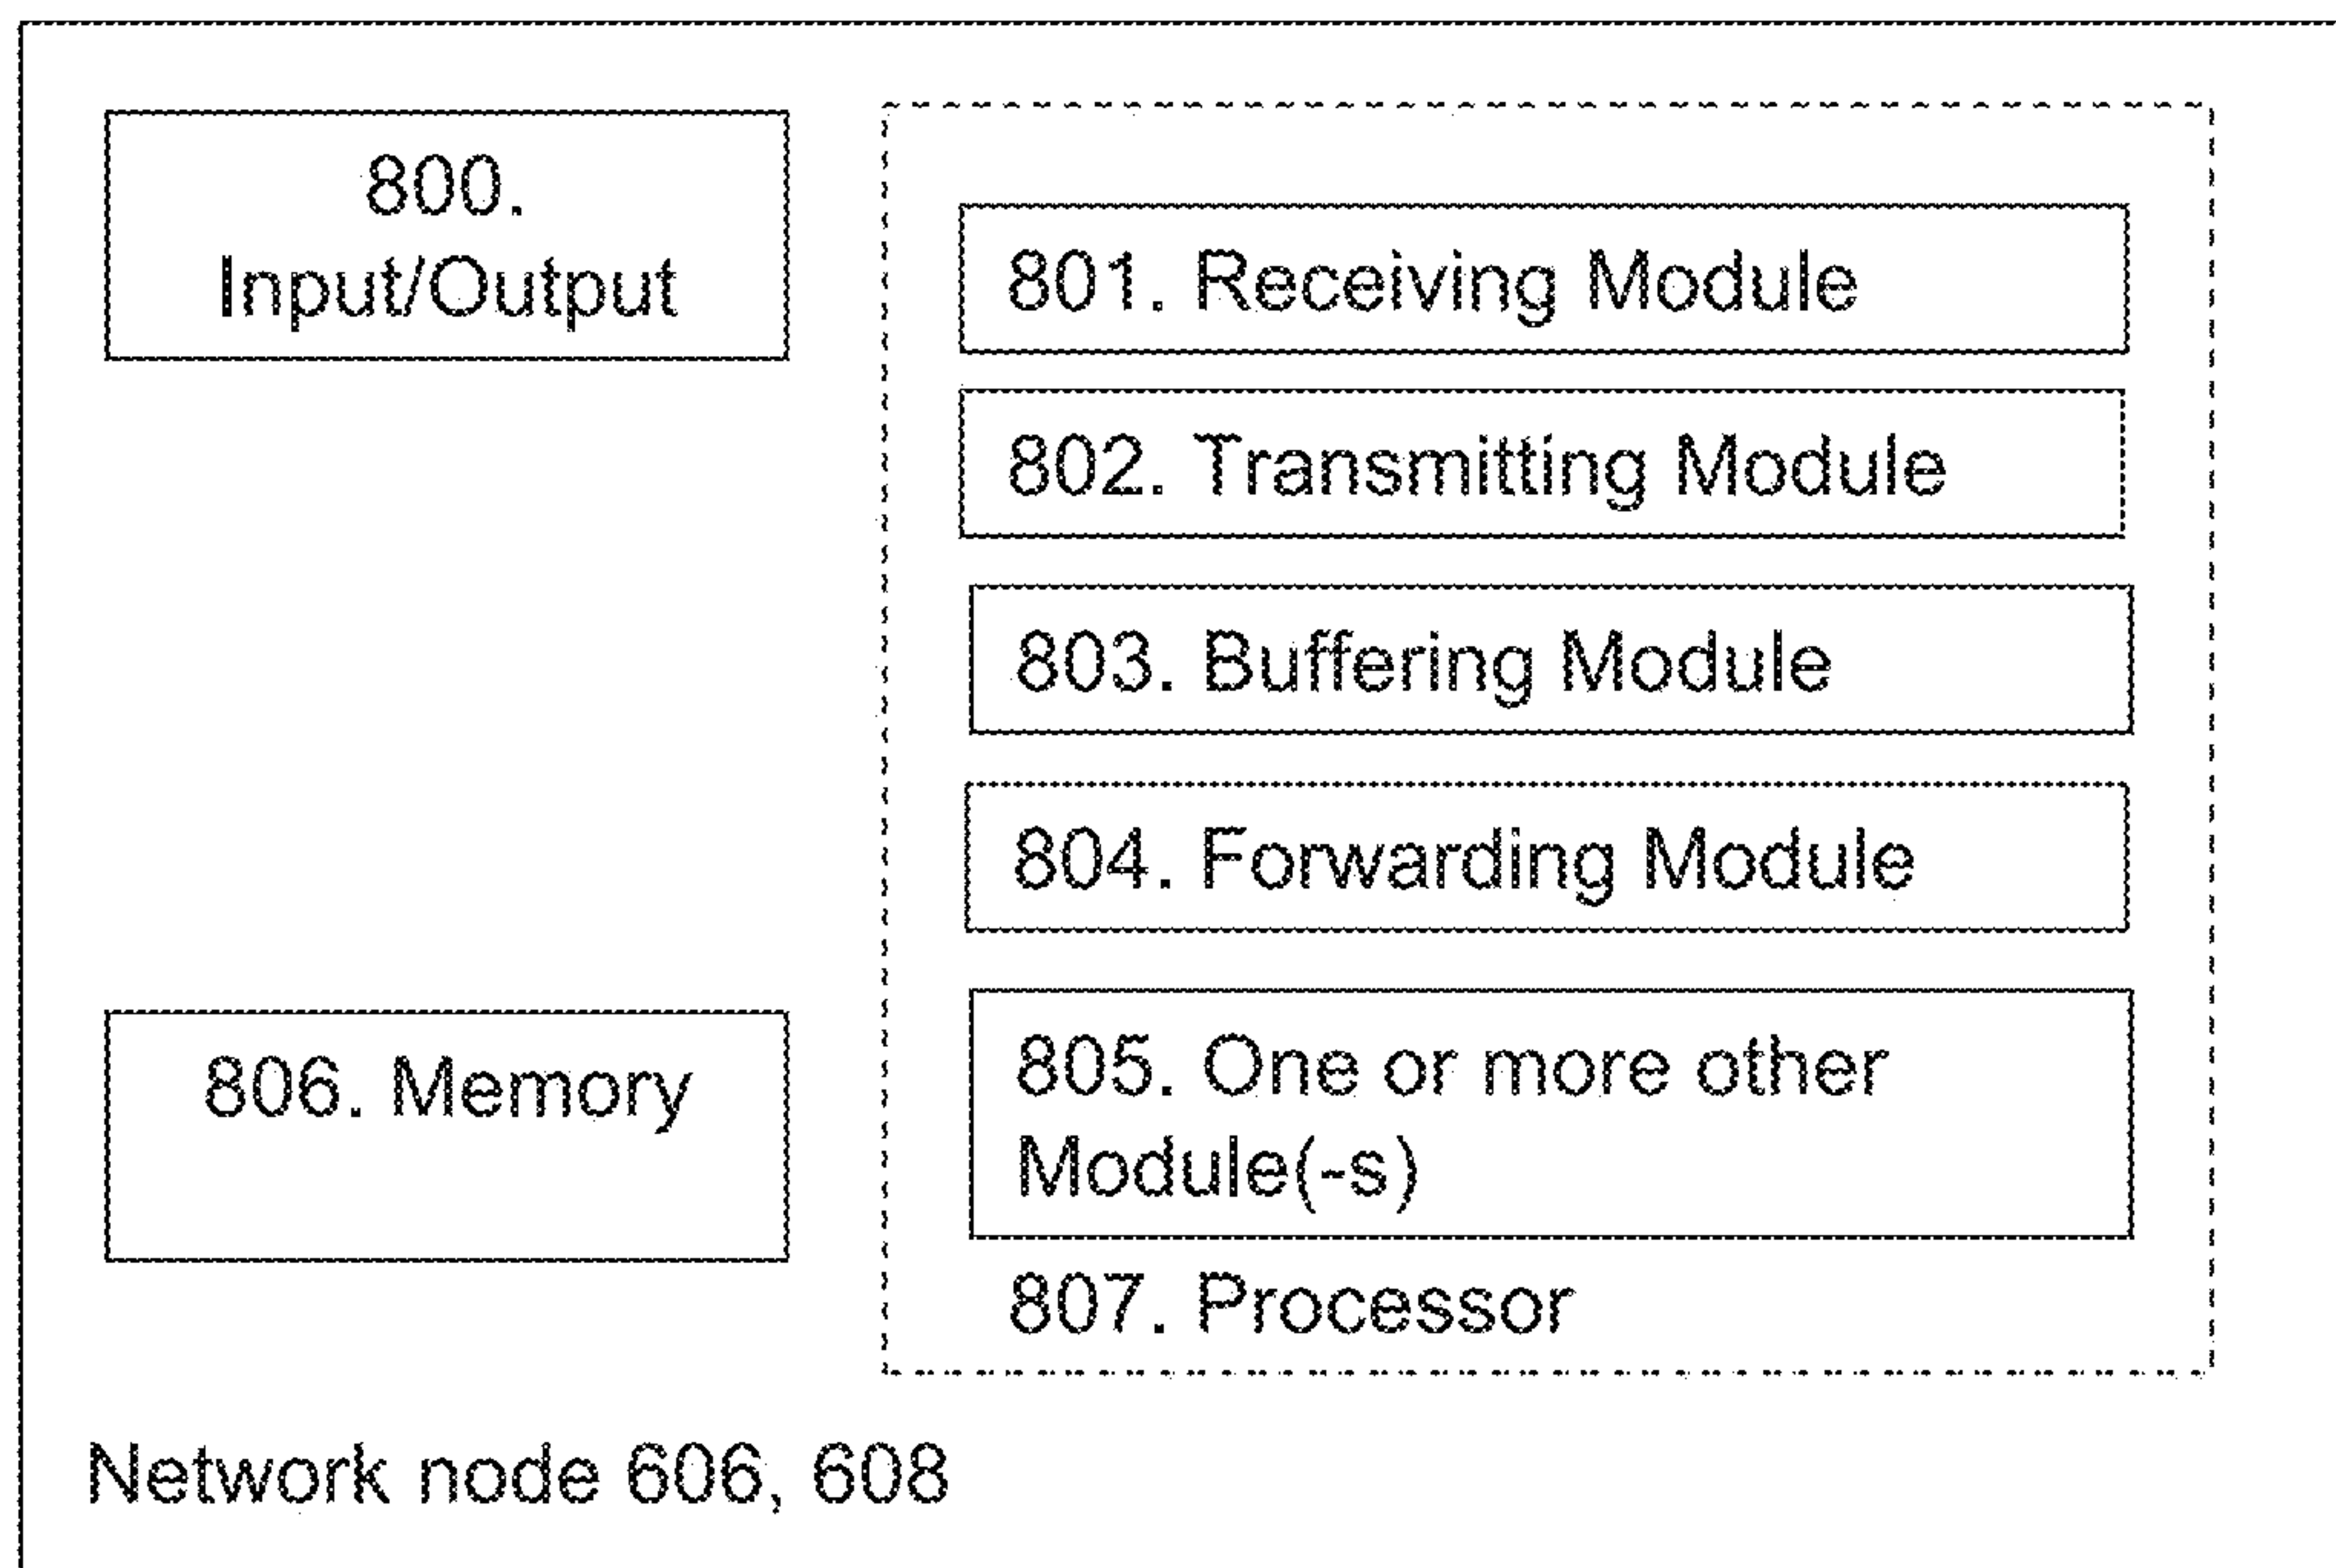 800.
Input/Output
801. Receiving Module
802. Transmitting Module
803. Buffering Module
804. Forwarding Module
806. Memory
805. One or more other
Module(-s)
807. Processor
Network node 606, 608